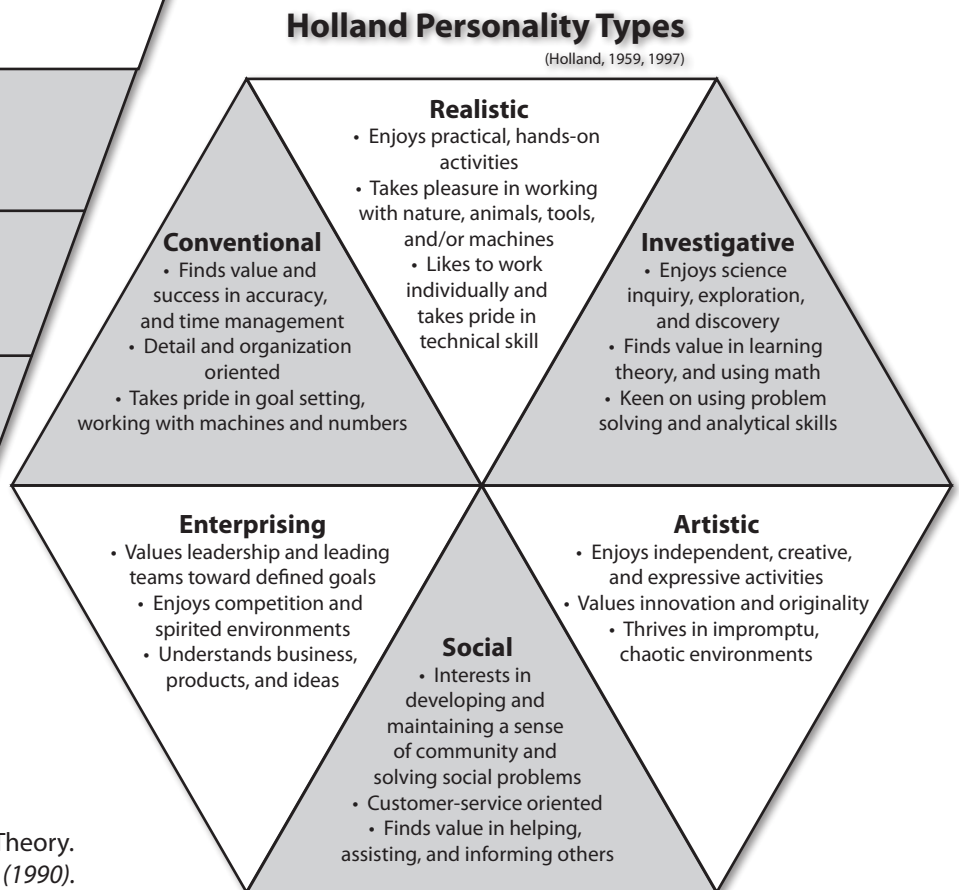 Holland Personality Types
(Holland, 1959, 1997)
Realistic
• Enjoys practical, hands-on
activities
• Takes pleasure in working
with nature, animals, tools,
and/or machines
• Likes to work
individually and
takes pride in
technical skill
Conventional
• Finds value and
success in accuracy,
and time management
• Detail and organization
oriented
• Takes pride in goal setting,
working with machines and numbers
Investigative
• Enjoys science
inquiry, exploration,
and discovery
• Finds value in learning
theory, and using math
• Keen on using problem
solving and analytical skills
Enterprising
• Values leadership and leading
teams toward defined goals
• Enjoys competition and
spirited environments
• Understands business,
products, and ideas
Social
• Interests in
developing and
maintaining a sense
of community and
solving social problems
• Customer-service oriented
• Finds value in helping,
assisting, and informing others
Artistic
• Enjoys independent, creative,
and expressive activities
• Values innovation and originality
• Thrives in impromptu,
chaotic environments
Theory.
(1990).